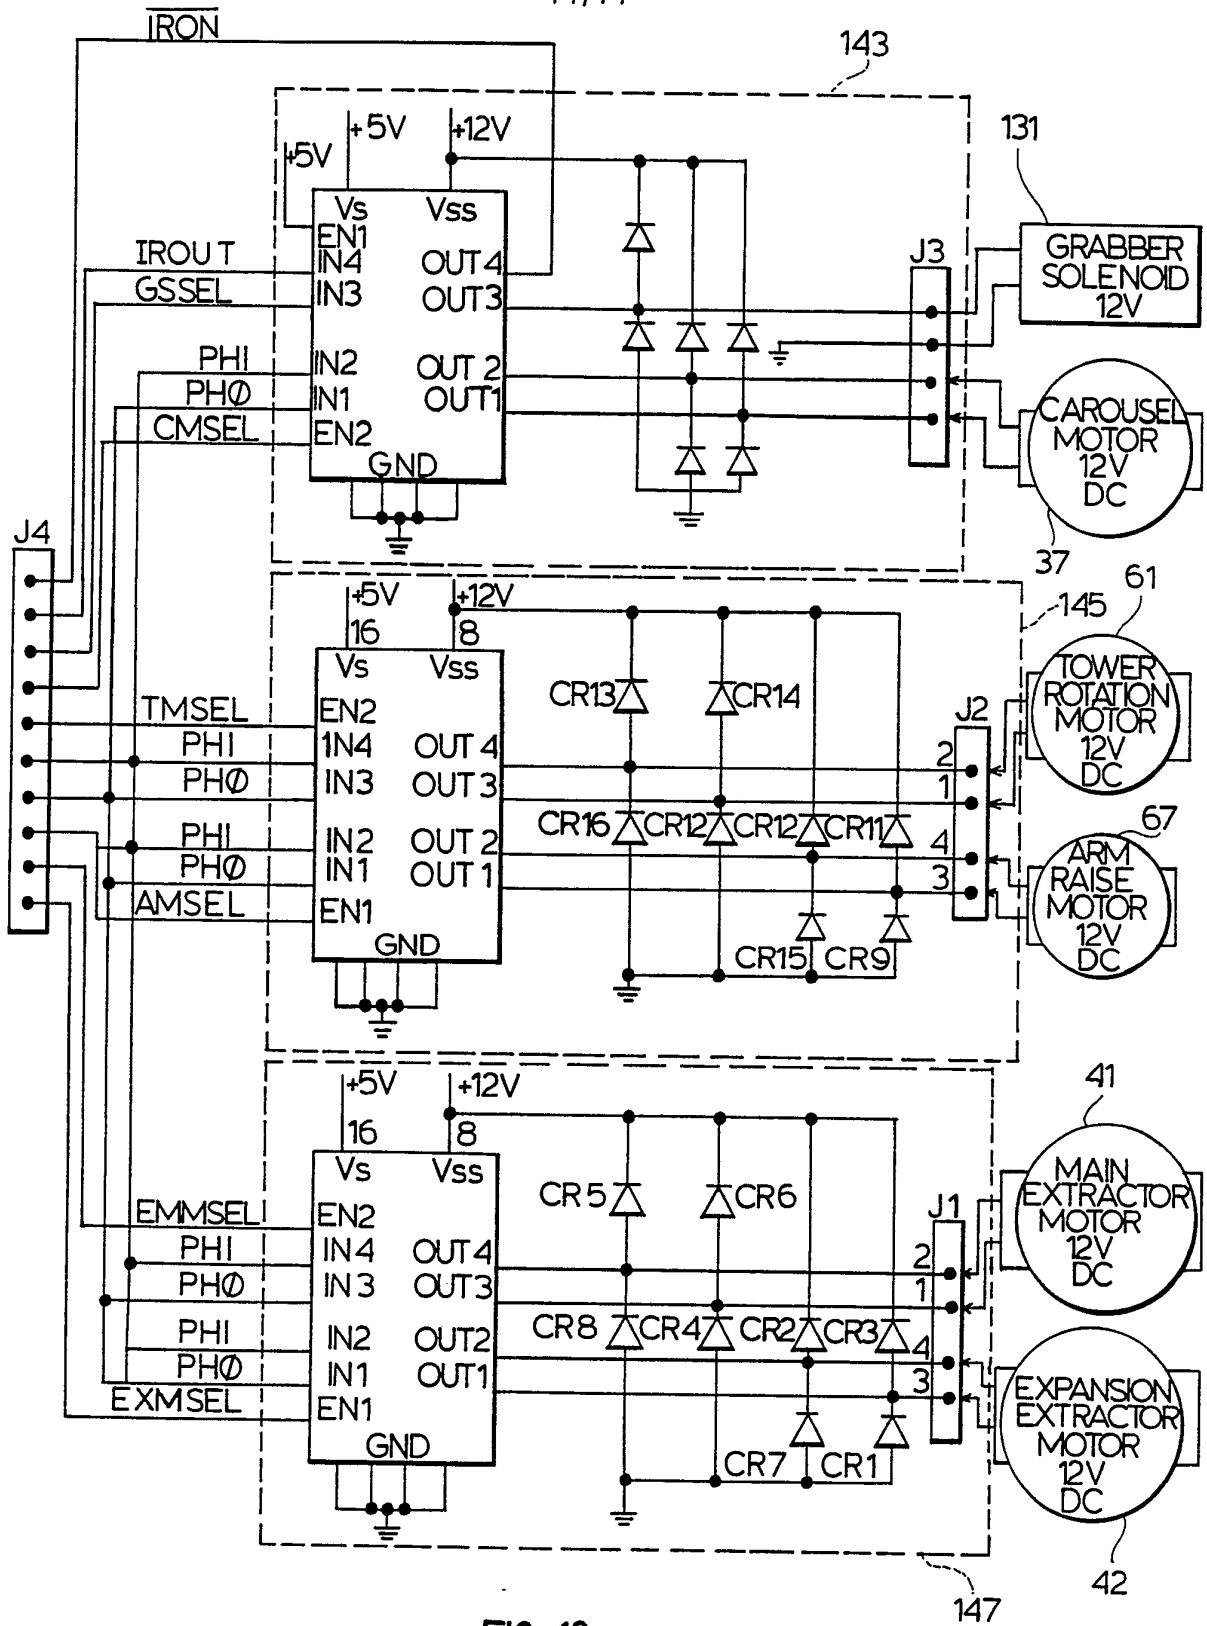 IRON
143
+5V
+12V
+5V
131
Vs
Vss
EN1
IROUT
IN4
OUT4
J3
GRABBER
SOLENOID
12V
GSSEL
IN3
OUT3
PHI
IN2
OUT 2
PHØ
IN1
OUT1
CMSEL
EN2
CAROUSEL
MOTOR
12V
DC
GND
J4
37
+5V
+12V
61
16
8
145
Vs
Vss
TOWER
ROTATION
MOTOR
12V
DC
CR13
CR14
J2
TMSEL
EN2
PHI
1N4
OUT 4
2
PHØ
IN3
OUT 3
1
CR16
CR12
CR12
CR11
67
PHI
IN2
OUT 2
4
PHØ
IN1
OUT 1
3
ARM
RAISE
MOTOR
12V
DC
AMSEL
EN1
GND
CR15
CR9
+5V
+12V
41
16
8
Vs
Vss
MAIN
EXTRACTOR
MOTOR
12V
DC
CR5
CR6
J1
EMMSEL
EN2
PHI
IN4
OUT4
2
PHØ
IN3
OUT3
1
CR8
CR4
CR2
CR3
PHI
IN2
OUT2
4
PHØ
IN1
OUT1
3
EXMSEL
EN1
EXPANSION
EXTRACTOR
MOTOR
12V
DC
GND
CR7
CR1
42
147